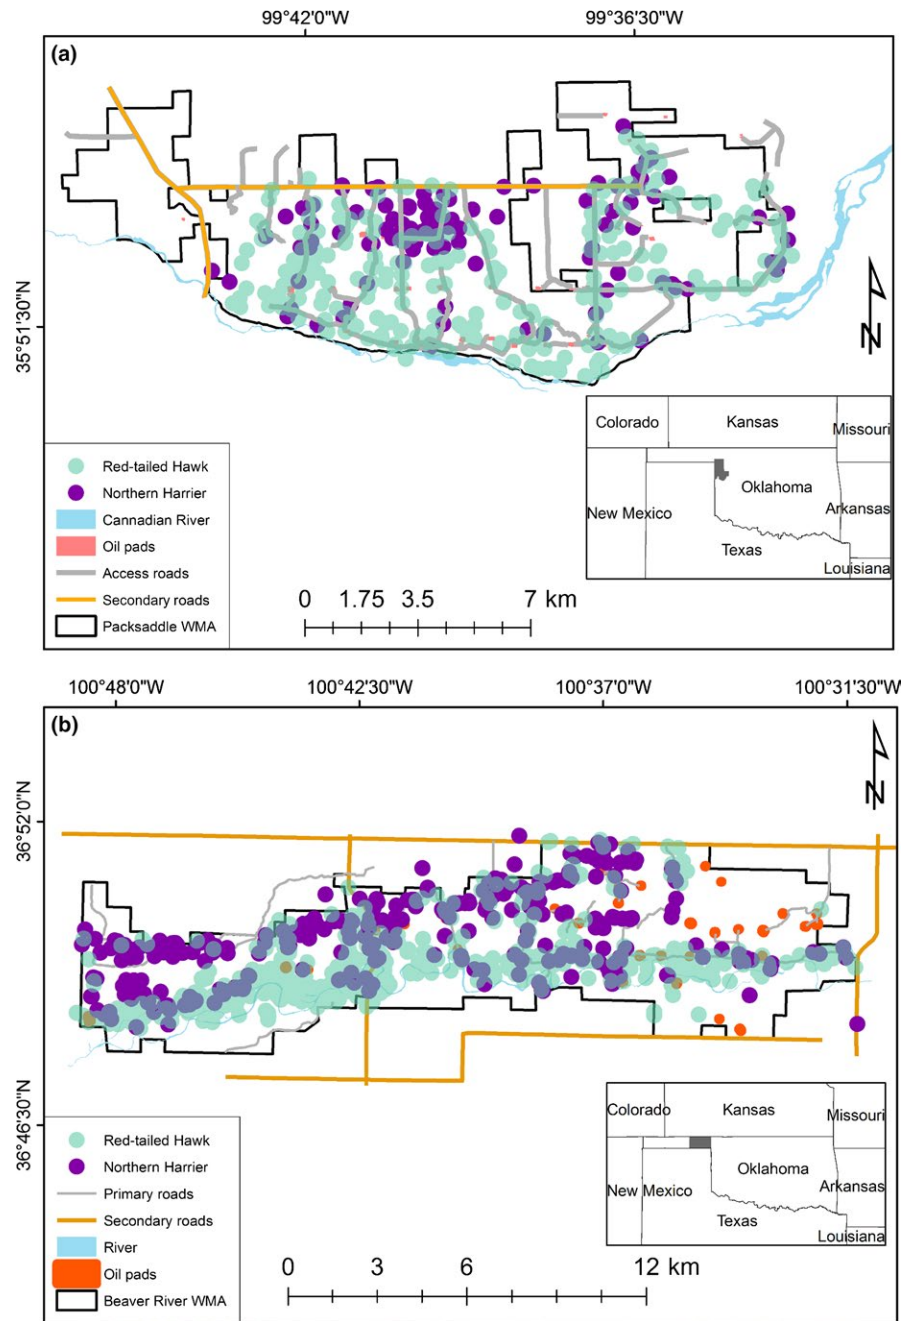 99°42'0"W 99°36'30"W
(a)
35°51'30"N
N
Colorado Kansas Missouri
New Mexico Oklahoma Arkansas
Texas Louisiana
Red-tailed Hawk
Northern Harrier
Cannadian River
Oil pads
Access roads
Secondary roads
Packsaddle WMA
0 1.75 3.5 7 km
100°48'0"W 100°42'30"W 100°37'0"W 100°31'30"W
(b)
36°52'0"N
N
36°46'30"N
Colorado Kansas Missouri
New Mexico Oklahoma Arkansas
Texas Louisiana
Red-tailed Hawk
Northern Harrier
Primary roads
Secondary roads
River
Oil pads
Beaver River WMA
0 3 6 12 km